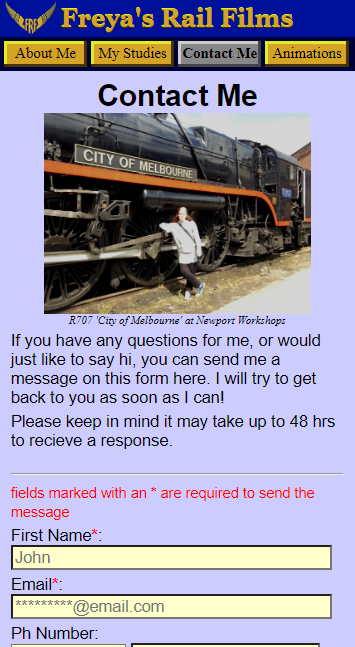 FRF
Freya's Rail Films
About Me
My Studies
Contact Me
Animations
Contact Me
CITY OF MELBOURNE
R707 'City of Melbourne' at Newport Workshops
If you have any questions for me, or would
just like to say hi, you can send me a
message on this form here. I will try to get
back to you as soon as I can!
Please keep in mind it may take up to 48 hrs
to recieve a response.
fields marked with an * are required to send the
message
First Name*:
John
Email*:
*********@email.com
Ph Number: